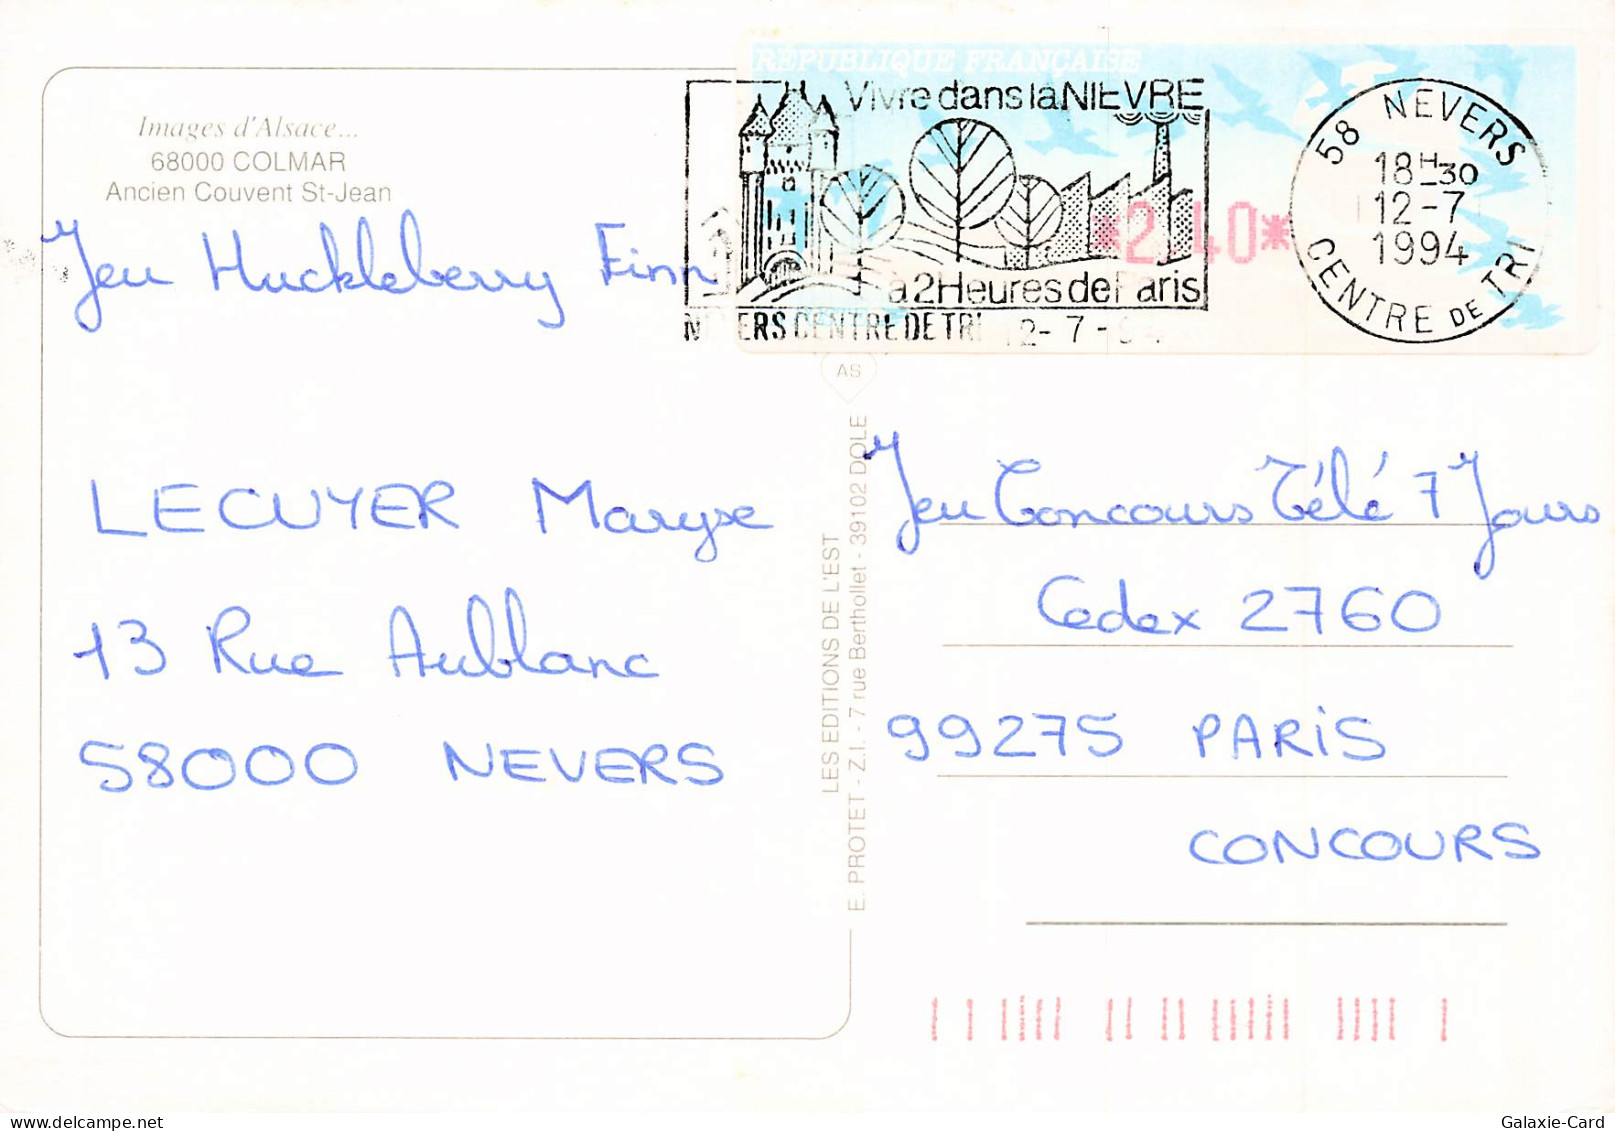 RÉPUBLIQUE FRANÇAISE
Vivre dans la NIEVRE
à 2 Heures de Paris
NEVERS CENTRE DE TRI 12-7-94
*2,40*
58 NEVERS
18H30
12-7
1994
CENTRE DE TRI
Images d'Alsace...
68000 COLMAR
Ancien Couvent St-Jean
Jeu Huckleberry Finn
LECUYER Maryse
13 Rue Aublanc
58000 NEVERS
AS
LES EDITIONS DE L'EST
E. PROTET - Z.I. - 7 rue Berthollet - 39102 DOLE
Jeu Concours Télé 7 Jours
Cedex 2760
99275 PARIS
CONCOURS
Galaxie-Card